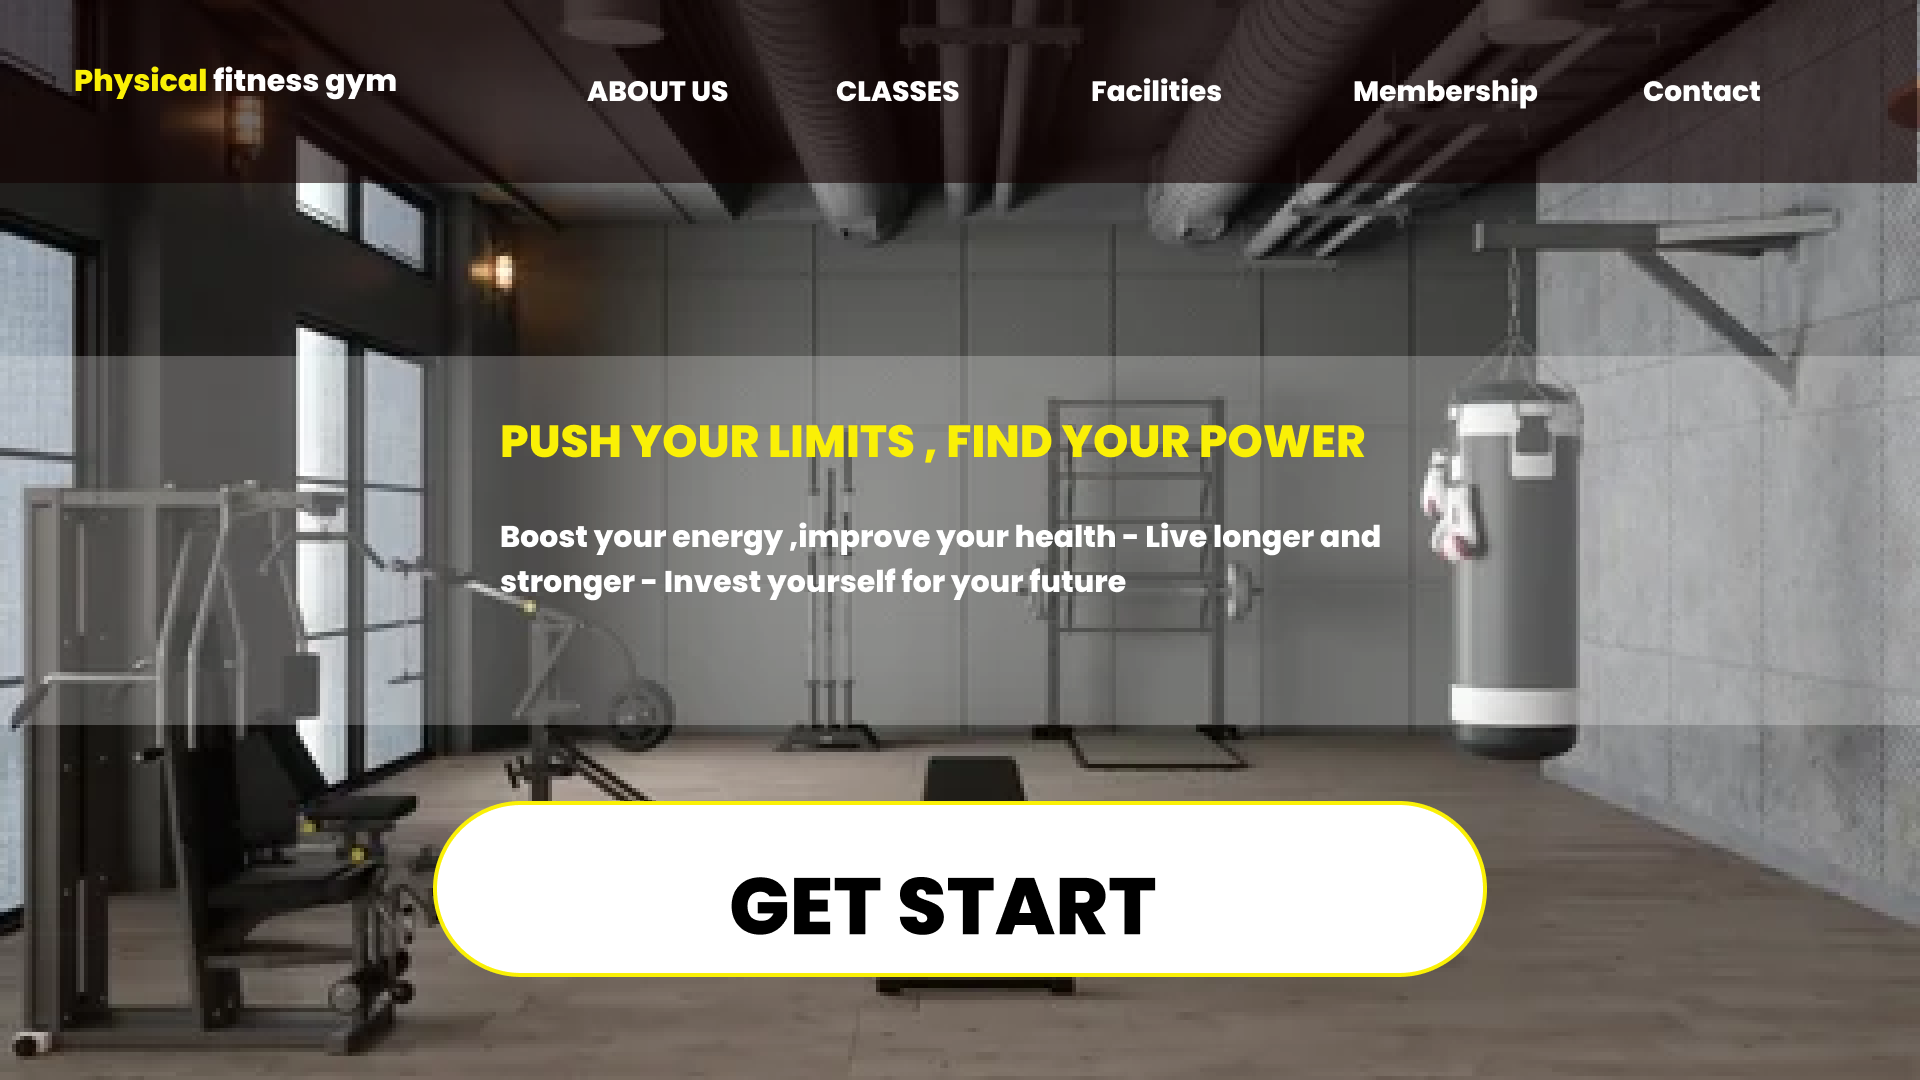 Physical fitness gym
ABOUT US
CLASSES
Facilities
Membership
Contact
PUSH YOUR LIMITS , FIND YOUR POWER
Boost your energy ,improve your health - Live longer and
stronger - Invest yourself for your future
GET START